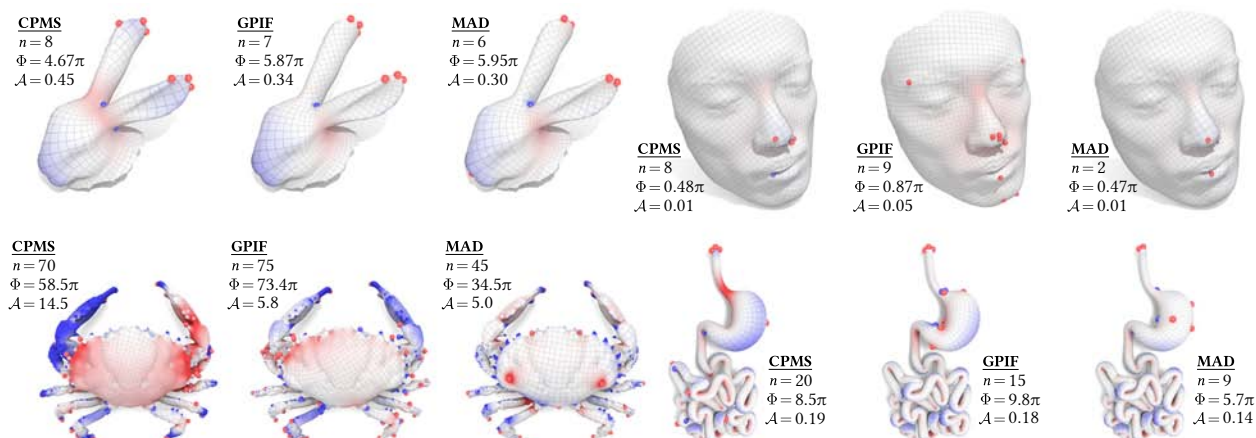 CPMS
n = 8
Φ = 4.67π
𝒜 = 0.45
GPIF
n = 7
Φ = 5.87π
𝒜 = 0.34
MAD
n = 6
Φ = 5.95π
𝒜 = 0.30
CPMS
n = 8
Φ = 0.48π
𝒜 = 0.01
GPIF
n = 9
Φ = 0.87π
𝒜 = 0.05
MAD
n = 2
Φ = 0.47π
𝒜 = 0.01
CPMS
n = 70
Φ = 58.5π
𝒜 = 14.5
GPIF
n = 75
Φ = 73.4π
𝒜 = 5.8
MAD
n = 45
Φ = 34.5π
𝒜 = 5.0
CPMS
n = 20
Φ = 8.5π
𝒜 = 0.19
GPIF
n = 15
Φ = 9.8π
𝒜 = 0.18
MAD
n = 9
Φ = 5.7π
𝒜 = 0.14